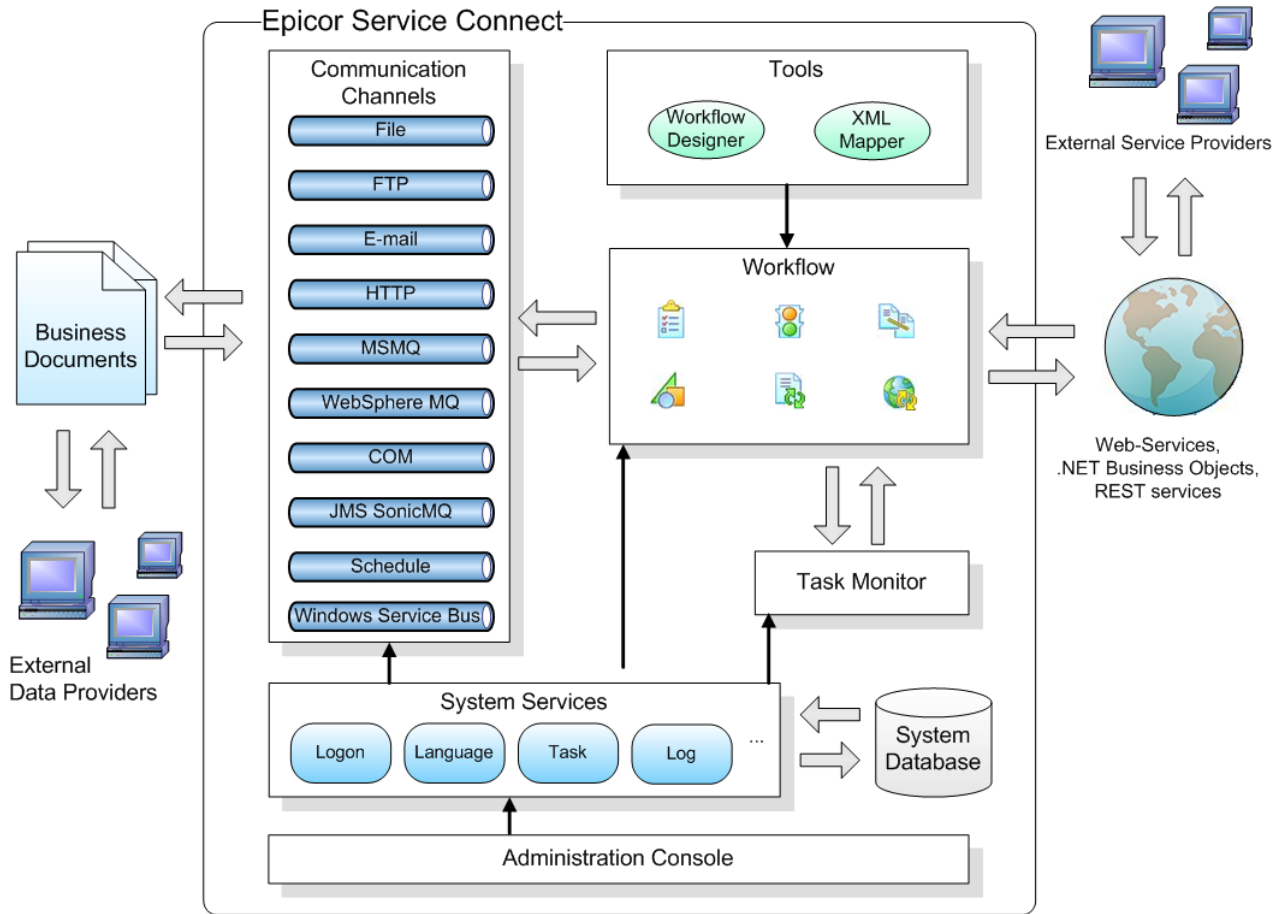 Epicor Service Connect
Communication
Channels
File
FTP
E-mail
HTTP
MSMQ
WebSphere MQ
COM
JMS SonicMQ
Schedule
Windows Service Bus
Tools
Workflow
Designer
XML
Mapper
Workflow
Task Monitor
External Service Providers
Web-Services,
.NET Business Objects,
REST services
Business
Documents
External
Data Providers
System Services
Logon
Language
Task
Log
...
System
Database
Administration Console